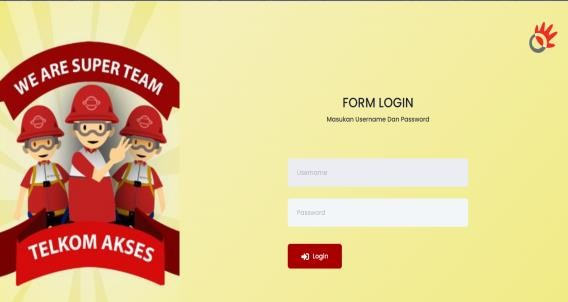 WE ARE SUPER TEAM
TELKOM AKSES
FORM LOGIN
Masukan Username Dan Password
Username
Password
Login